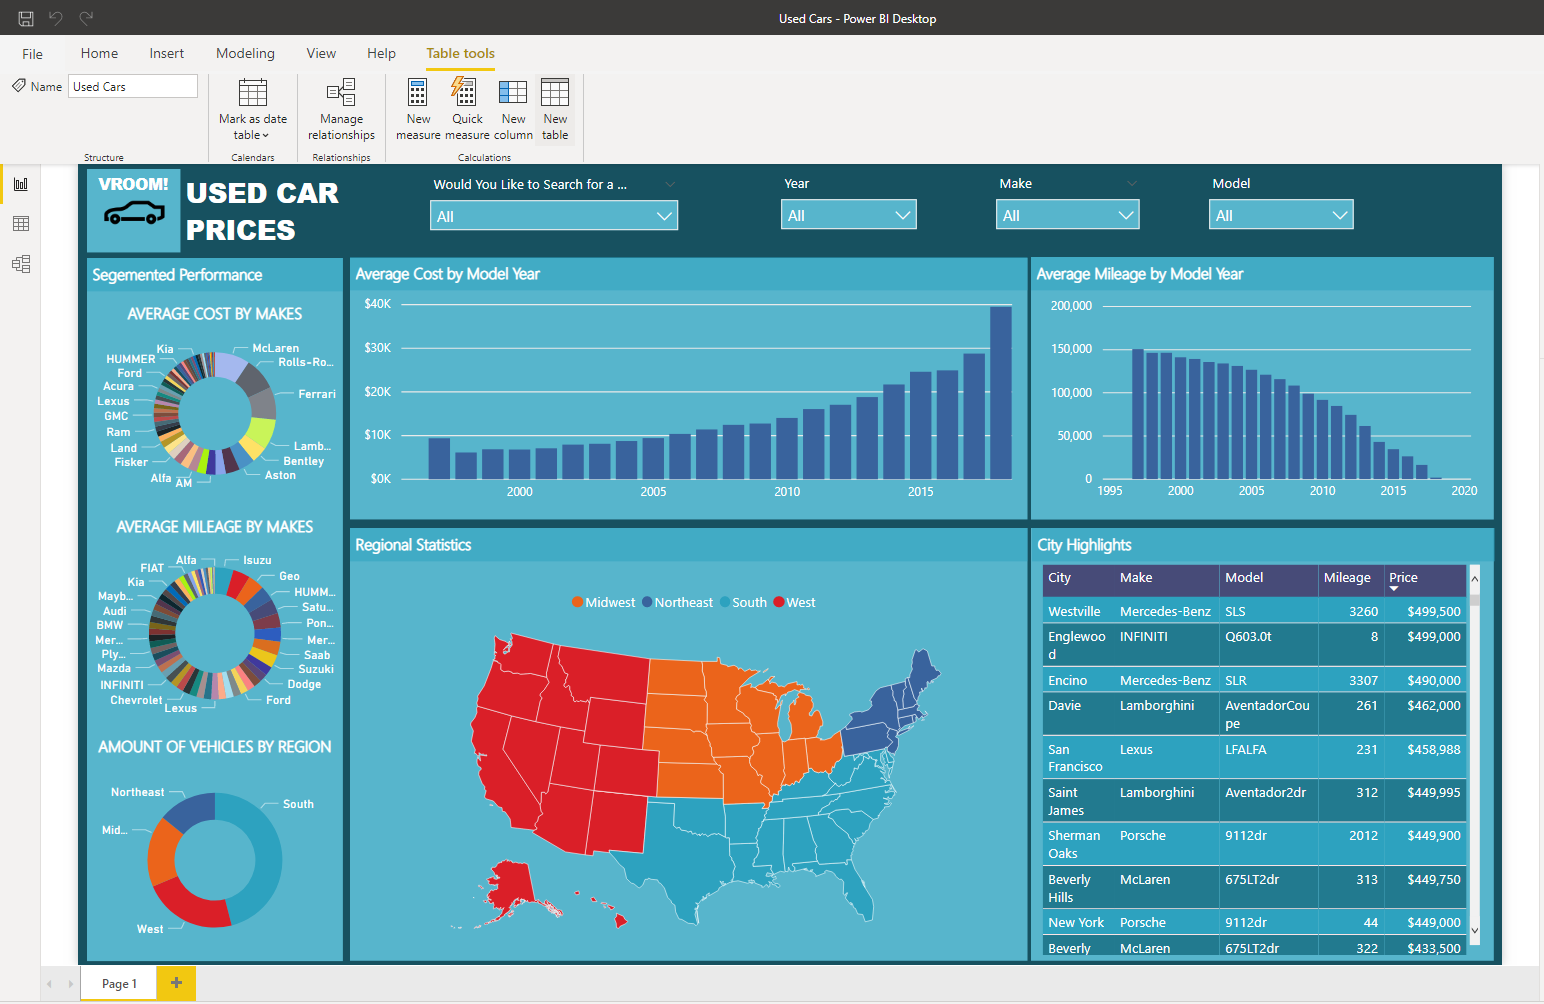 Used Cars - Power BI Desktop
File Home Insert Modeling View Help Table tools
Name Used Cars
Mark as date table
Manage relationships
New measure
Quick measure
New column
New table
Structure Calendars Relationships Calculations
VROOM!
USED CAR
PRICES
Would You Like to Search for a ...
All
Year
All
Make
All
Model
All
Segemented Performance
AVERAGE COST BY MAKES
Kia
HUMMER
Ford
Acura
Lexus
GMC
Ram
Land
Fisker
Alfa
AM
McLaren
Rolls-Ro...
Ferrari
Lamb...
Bentley
Aston
AVERAGE MILEAGE BY MAKES
Alfa
FIAT
Kia
Mayb...
Audi
BMW
Mer...
Ply...
Mazda
INFINITI
Chevrolet
Lexus
Isuzu
Geo
HUMM...
Satu...
Pon...
Mer...
Saab
Suzuki
Dodge
Ford
AMOUNT OF VEHICLES BY REGION
Northeast
Mid...
West
South
Average Cost by Model Year
$40K
$30K
$20K
$10K
$0K
2000 2005 2010 2015
Average Mileage by Model Year
200,000
150,000
100,000
50,000
0
1995 2000 2005 2010 2015 2020
Regional Statistics
Midwest Northeast South West
City Highlights
City Make Model Mileage Price
Westville Mercedes-Benz SLS 3260 $499,500
Englewoo
d INFINITI Q603.0t 8 $499,000
Encino Mercedes-Benz SLR 3307 $490,000
Davie Lamborghini AventadorCou
pe 261 $462,000
San
Francisco Lexus LFALFA 231 $458,988
Saint
James Lamborghini Aventador2dr 312 $449,995
Sherman
Oaks Porsche 9112dr 2012 $449,900
Beverly
Hills McLaren 675LT2dr 313 $449,750
New York Porsche 9112dr 44 $449,000
Beverly McLaren 675LT2dr 322 $433,500
Page 1